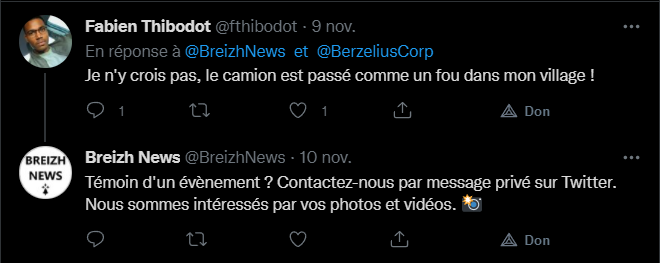 Fabien Thibodot @fthibodot · 9 nov.
En réponse à @BreizhNews et @BerzeliusCorp
Je n'y crois pas, le camion est passé comme un fou dans mon village !
1 1 Don
BREIZH
NEWS
Breizh News @BreizhNews · 10 nov.
Témoin d'un évènement ? Contactez-nous par message privé sur Twitter.
Nous sommes intéressés par vos photos et vidéos. 📸
Don